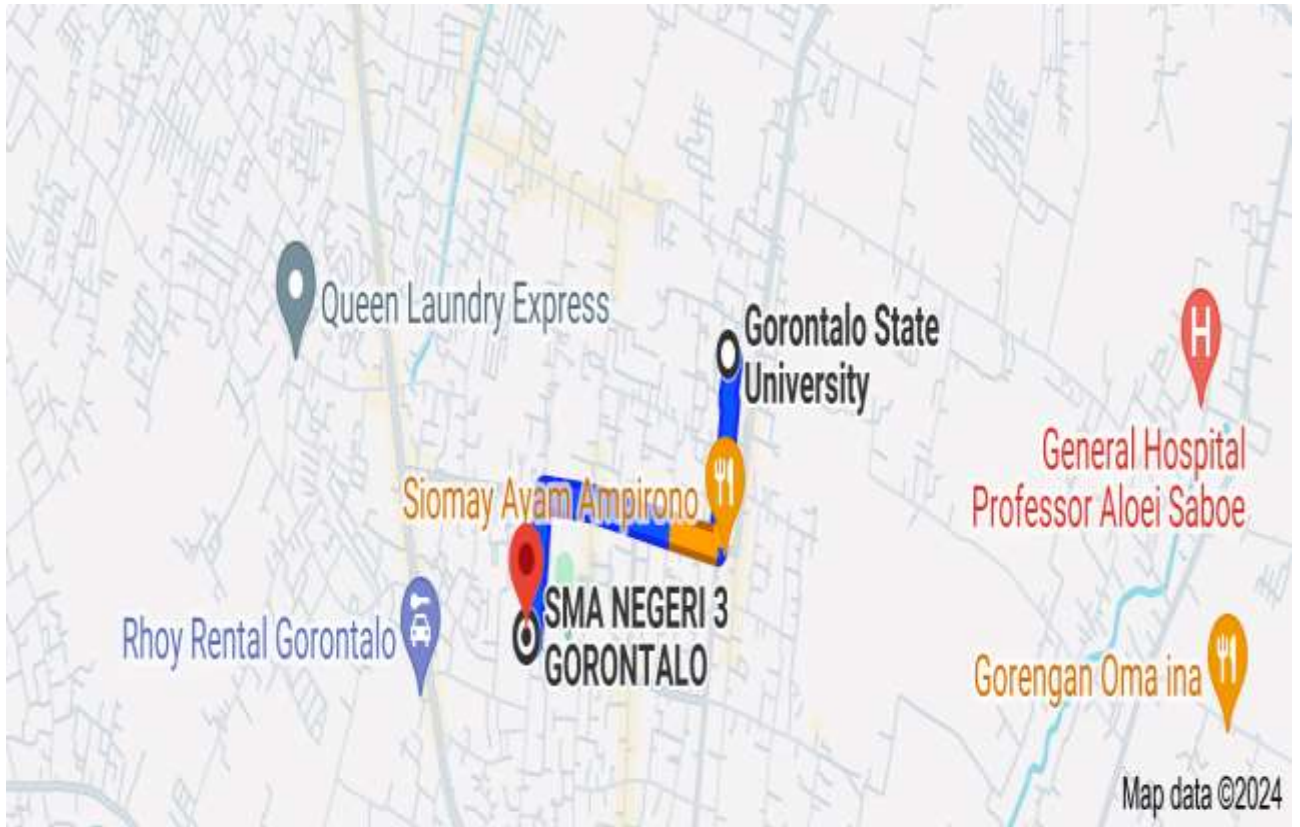 Queen Laundry Express
Gorontalo State
University
General Hospital
Professor Aloei Saboe
Siomay Ayam Ampirono
SMA NEGERI 3
GORONTALO
Rhoy Rental Gorontalo
Gorengan Oma ina
Map data ©2024